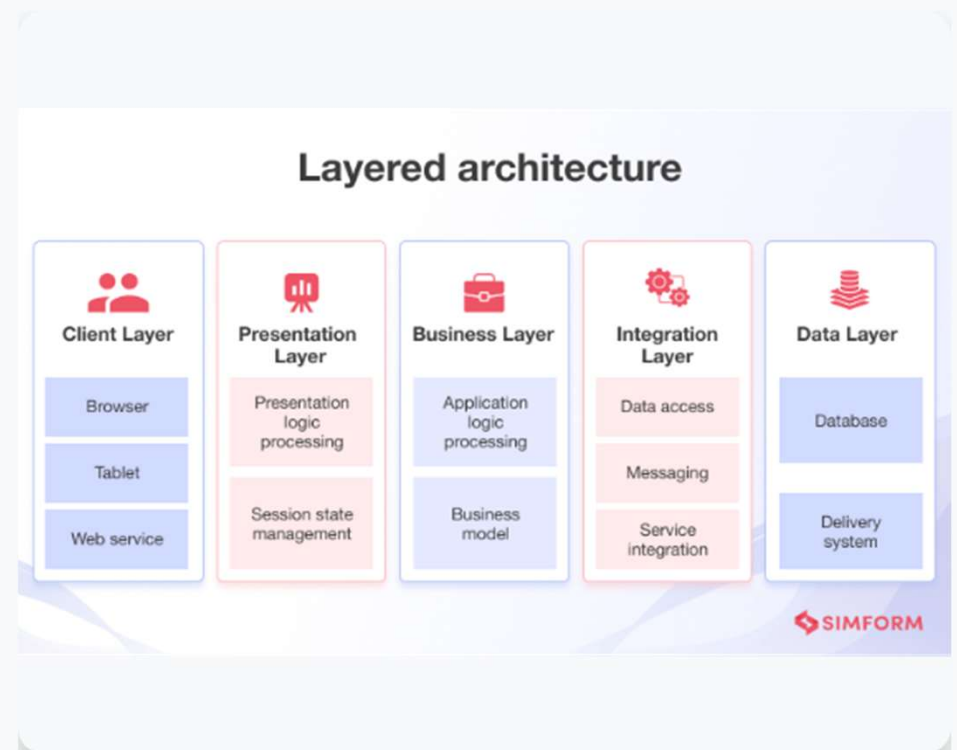 Layered architecture
Client Layer
Browser
Tablet
Web service
Presentation
Layer
Presentation
logic
processing
Session state
management
Business Layer
Application
logic
processing
Business
model
Integration
Layer
Data access
Messaging
Service
integration
Data Layer
Database
Delivery
system
SIMFORM